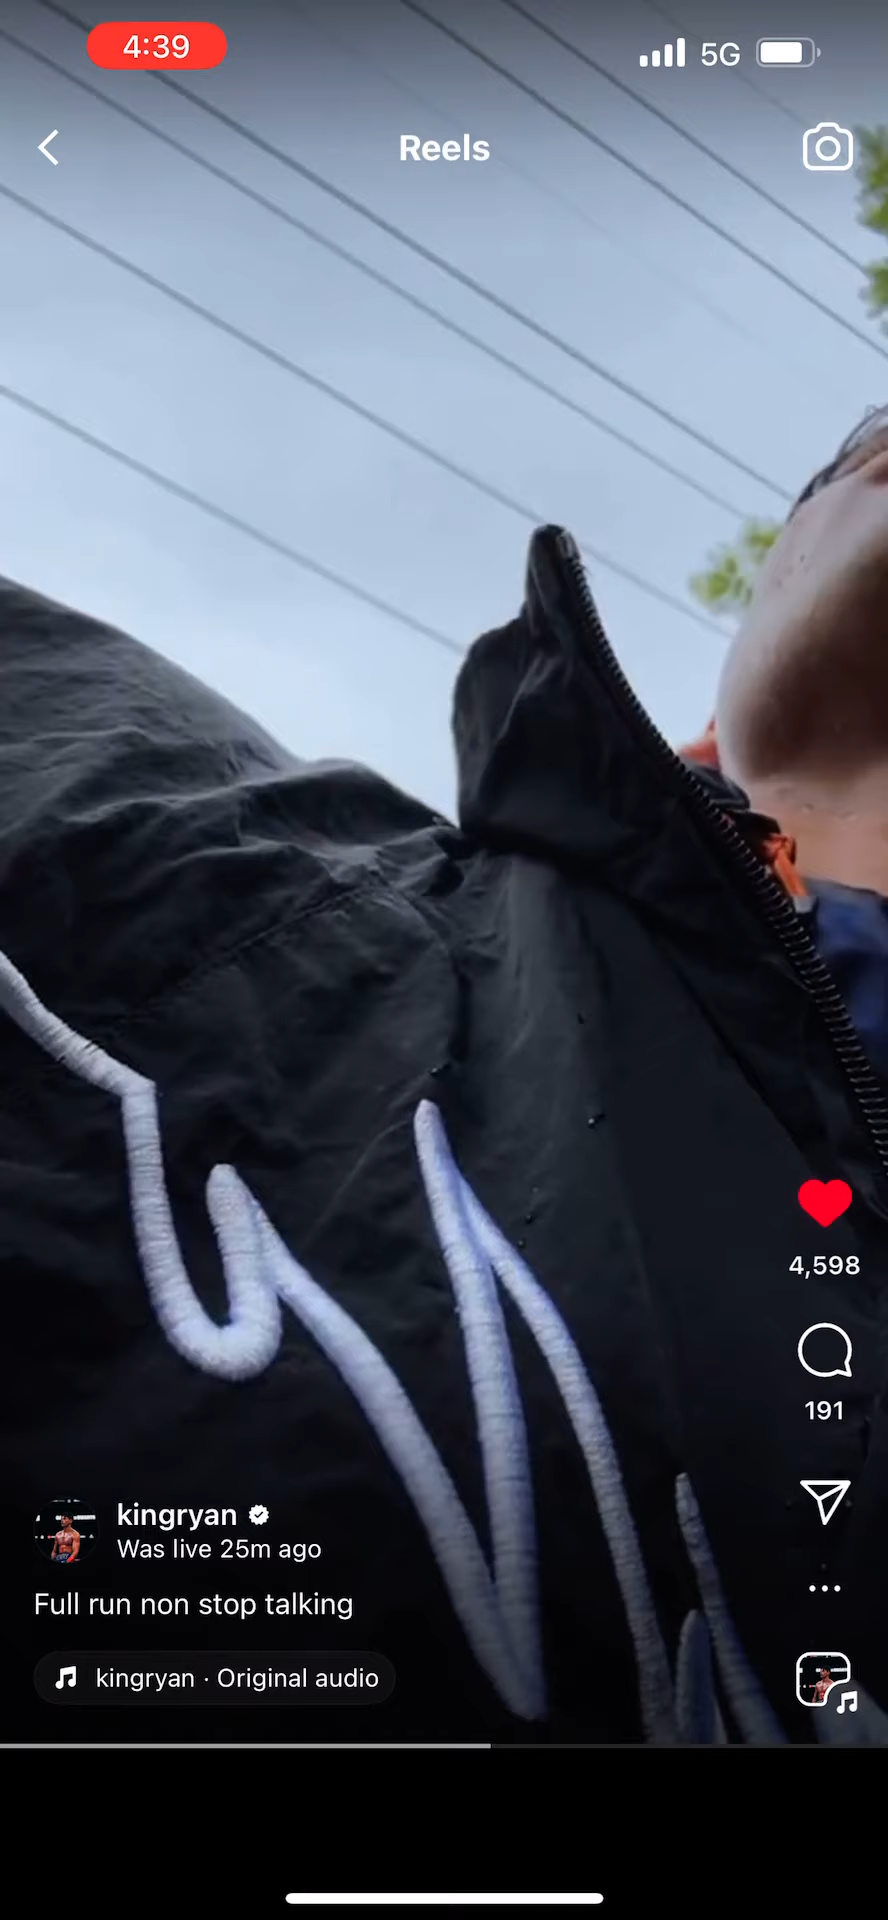 4:39
5G
Reels
4,598
191
kingryan
Was live 25m ago
Full run non stop talking
kingryan · Original audio